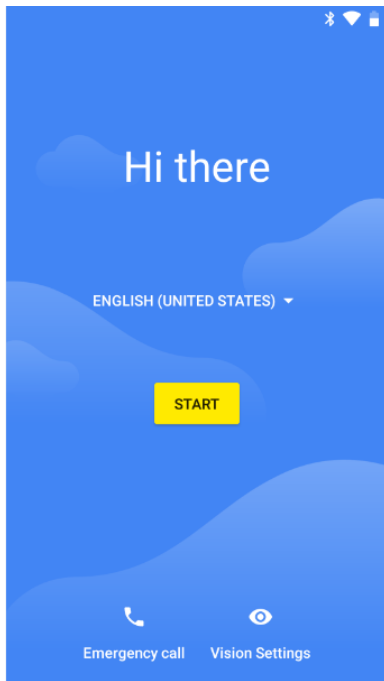 Hi there
ENGLISH (UNITED STATES)
START
Emergency call
Vision Settings